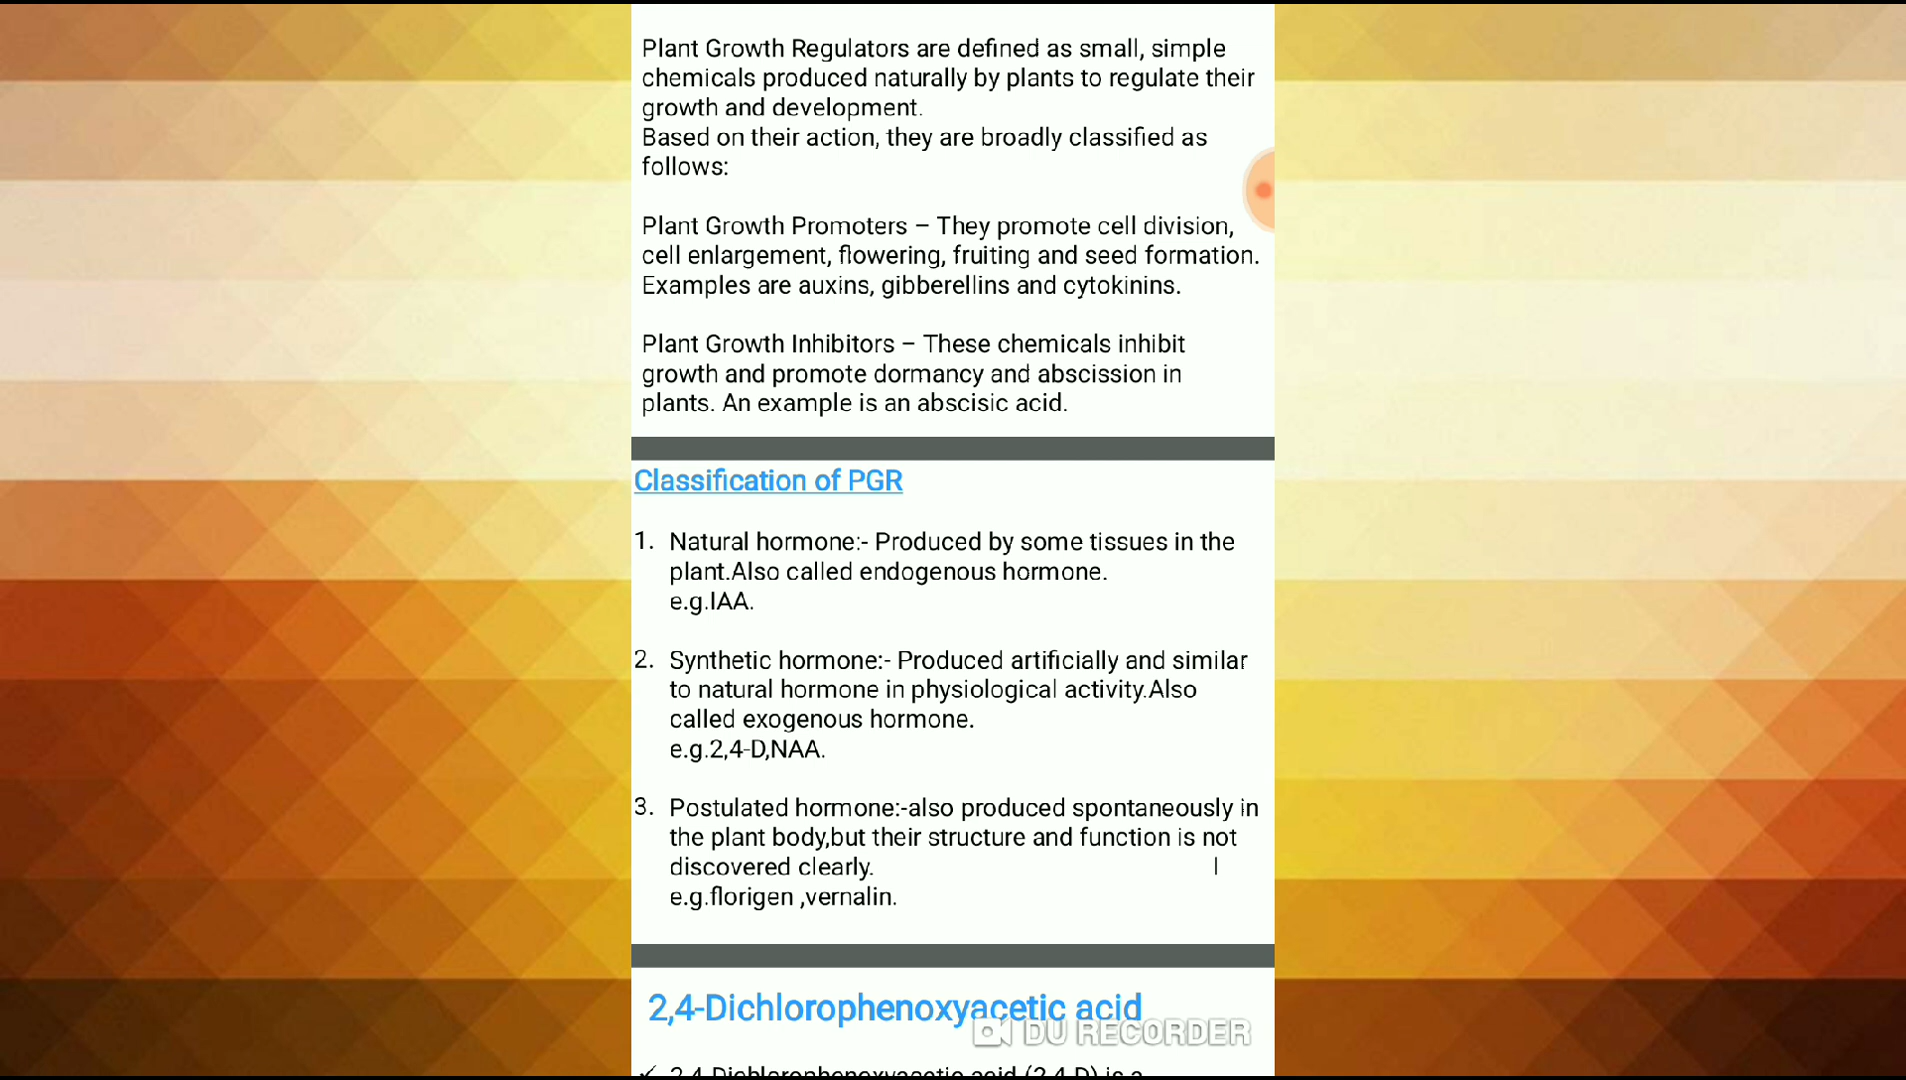 Plant Growth Regulators are defined as small, simple
chemicals produced naturally by plants to regulate their
growth and development.
Based on their action, they are broadly classified as
follows:
Plant Growth Promoters – They promote cell division,
cell enlargement, flowering, fruiting and seed formation.
Examples are auxins, gibberellins and cytokinins.
Plant Growth Inhibitors – These chemicals inhibit
growth and promote dormancy and abscission in
plants. An example is an abscisic acid.
Classification of PGR
1. Natural hormone:- Produced by some tissues in the
plant.Also called endogenous hormone.
e.g.IAA.
2. Synthetic hormone:- Produced artificially and similar
to natural hormone in physiological activity.Also
called exogenous hormone.
e.g.2,4-D,NAA.
3. Postulated hormone:-also produced spontaneously in
the plant body,but their structure and function is not
discovered clearly. I
e.g.florigen ,vernalin.
2,4-Dichlorophenoxyacetic acid
DU RECORDER
✓ 2,4-Dichlorophenoxyacetic acid (2,4-D) is a